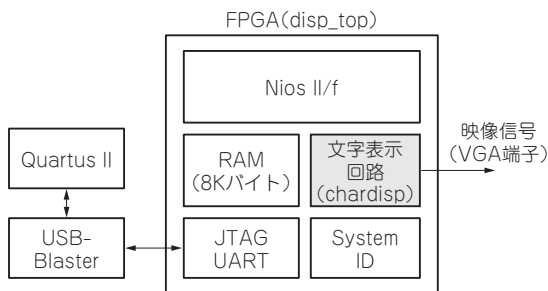 FPGA(disp_top)
Nios II/f
Quartus II
RAM
(8Kバイト)
文字表示
回路
(chardisp)
映像信号
(VGA端子)
USB-
Blaster
JTAG
UART
System
ID